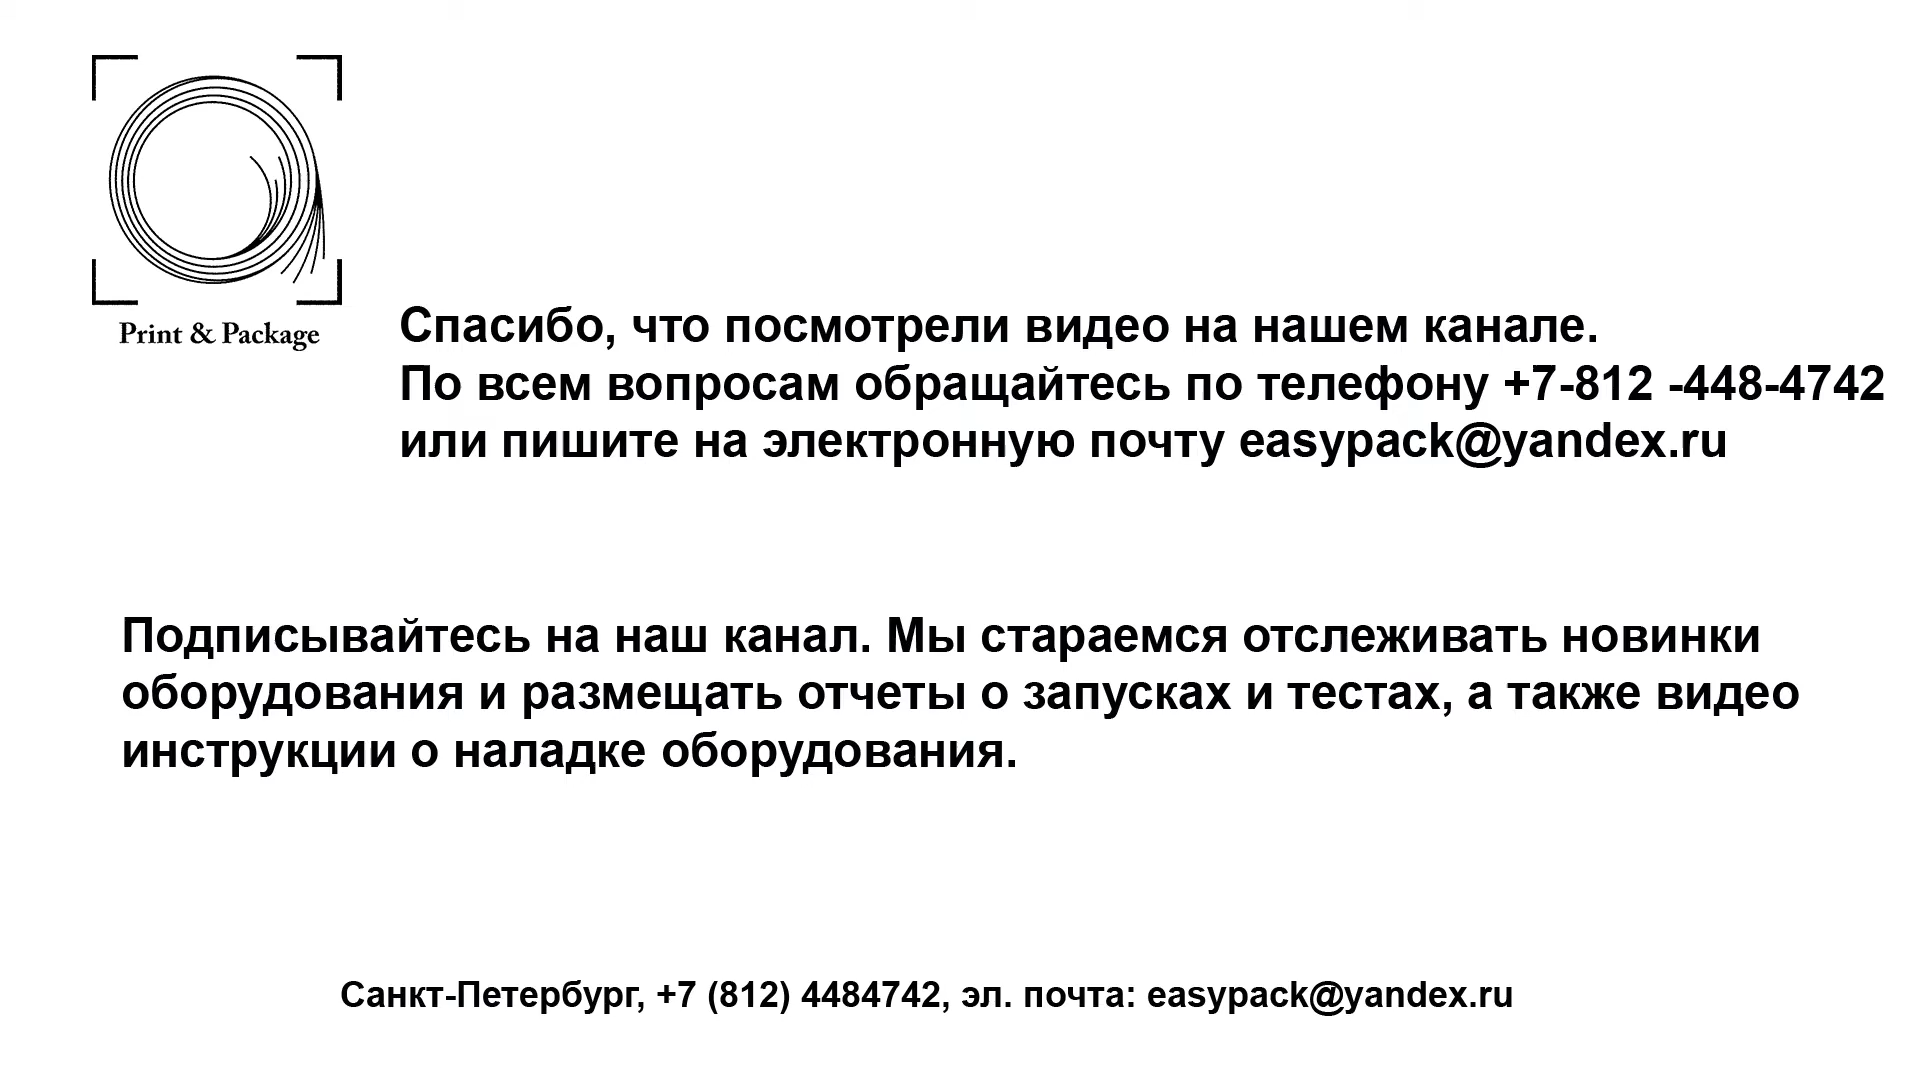 Print & Package
Спасибо, что посмотрели видео на нашем канале.
По всем вопросам обращайтесь по телефону +7-812 -448-4742
или пишите на электронную почту easypack@yandex.ru
Подписывайтесь на наш канал. Мы стараемся отслеживать новинки
оборудования и размещать отчеты о запусках и тестах, а также видео
инструкции о наладке оборудования.
Санкт-Петербург, +7 (812) 4484742, эл. почта: easypack@yandex.ru